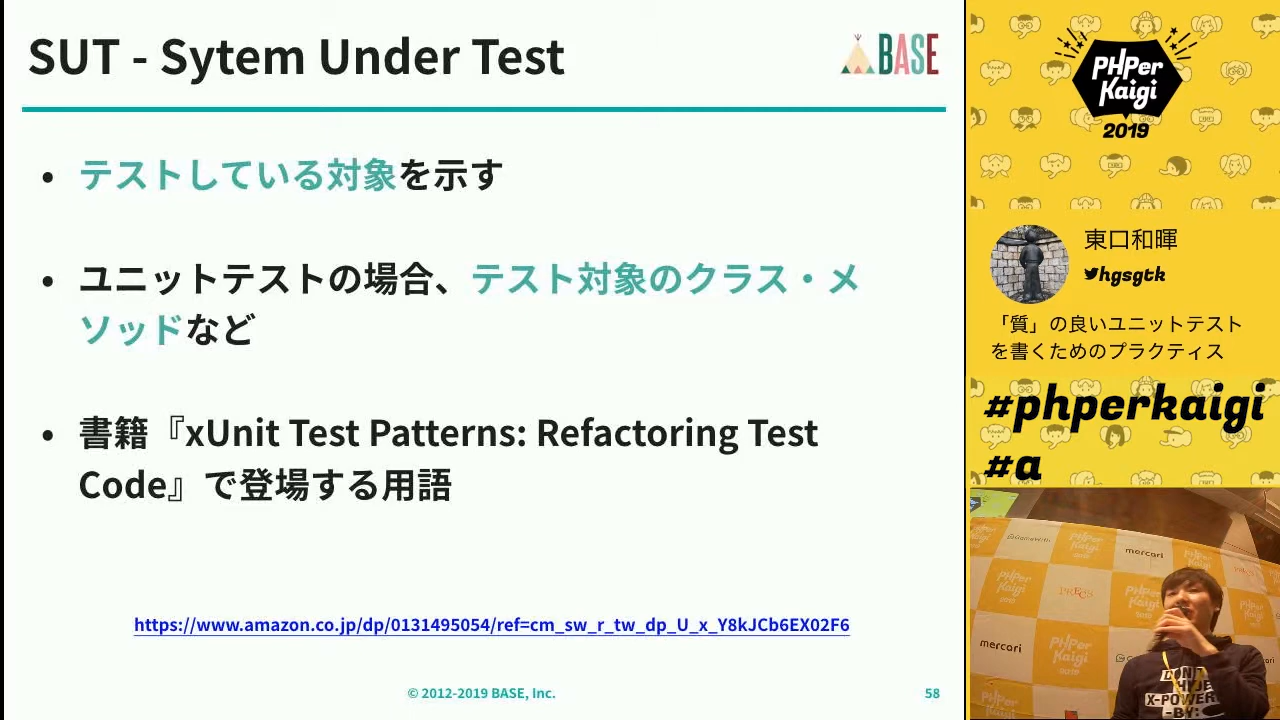 SUT - Sytem Under Test
BASE
• テストしている対象を示す
• ユニットテストの場合、テスト対象のクラス・メ
ソッドなど
• 書籍『xUnit Test Patterns: Refactoring Test
Code』で登場する用語
https://www.amazon.co.jp/dp/0131495054/ref=cm_sw_r_tw_dp_U_x_Y8kJCb6EX02F6
© 2012-2019 BASE, Inc.
58
PHPer
Kaigi
2019
東口和暉
hgsgtk
「質」の良いユニットテスト
を書くためのプラクティス
#phperkaigi
#a
mercari
PHPer
Kaigi
mercari
PHPer
Kaigi
X-POWER
-BY: